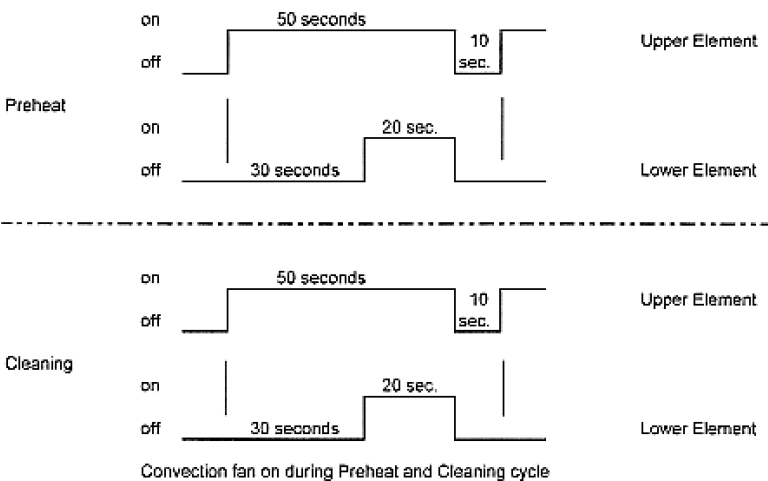 on 50 seconds
10
sec.
Upper Element
off
Preheat
on 20 sec.
off 30 seconds Lower Element
on 50 seconds
10
sec.
Upper Element
off
Cleaning
on 20 sec.
off 30 seconds Lower Element
Convection fan on during Preheat and Cleaning cycle